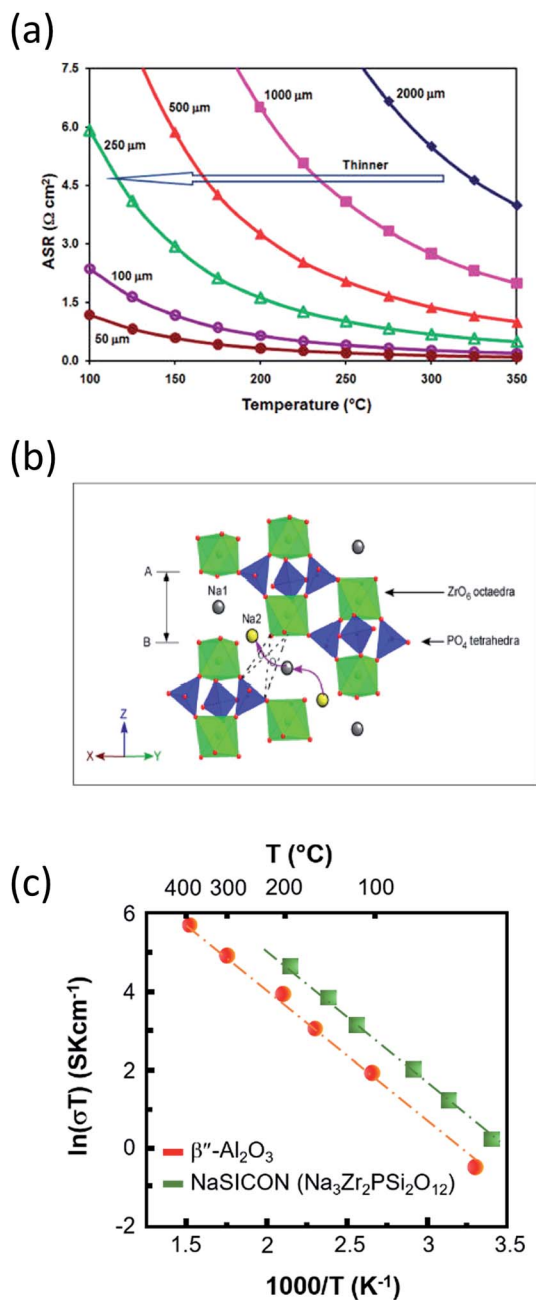 (a)
7.5
6.0
4.5
3.0
1.5
0.0
ASR (Ω cm²)
250 µm
500 µm
1000 µm
2000 µm
Thinner
100 µm
50 µm
100 150 200 250 300 350
Temperature (°C)
(b)
A
Na1
ZrO₆ octaedra
B
Na2
PO₄ tetrahedra
Z
X
Y
(c)
T (°C)
400 300 200 100
6
4
2
0
-2
ln(σT) (SKcm⁻¹)
β″-Al₂O₃
NaSICON (Na₃Zr₂PSi₂O₁₂)
1.5 2 2.5 3 3.5
1000/T (K⁻¹)